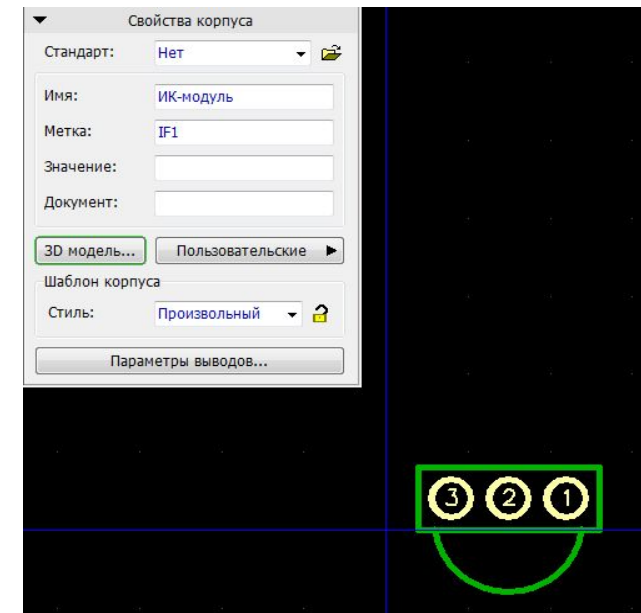 Свойства корпуса
Стандарт: Нет
Имя: ИК-модуль
Метка: IF1
Значение:
Документ:
3D модель... Пользовательские
Шаблон корпуса
Стиль: Произвольный
Параметры выводов...
3 2 1